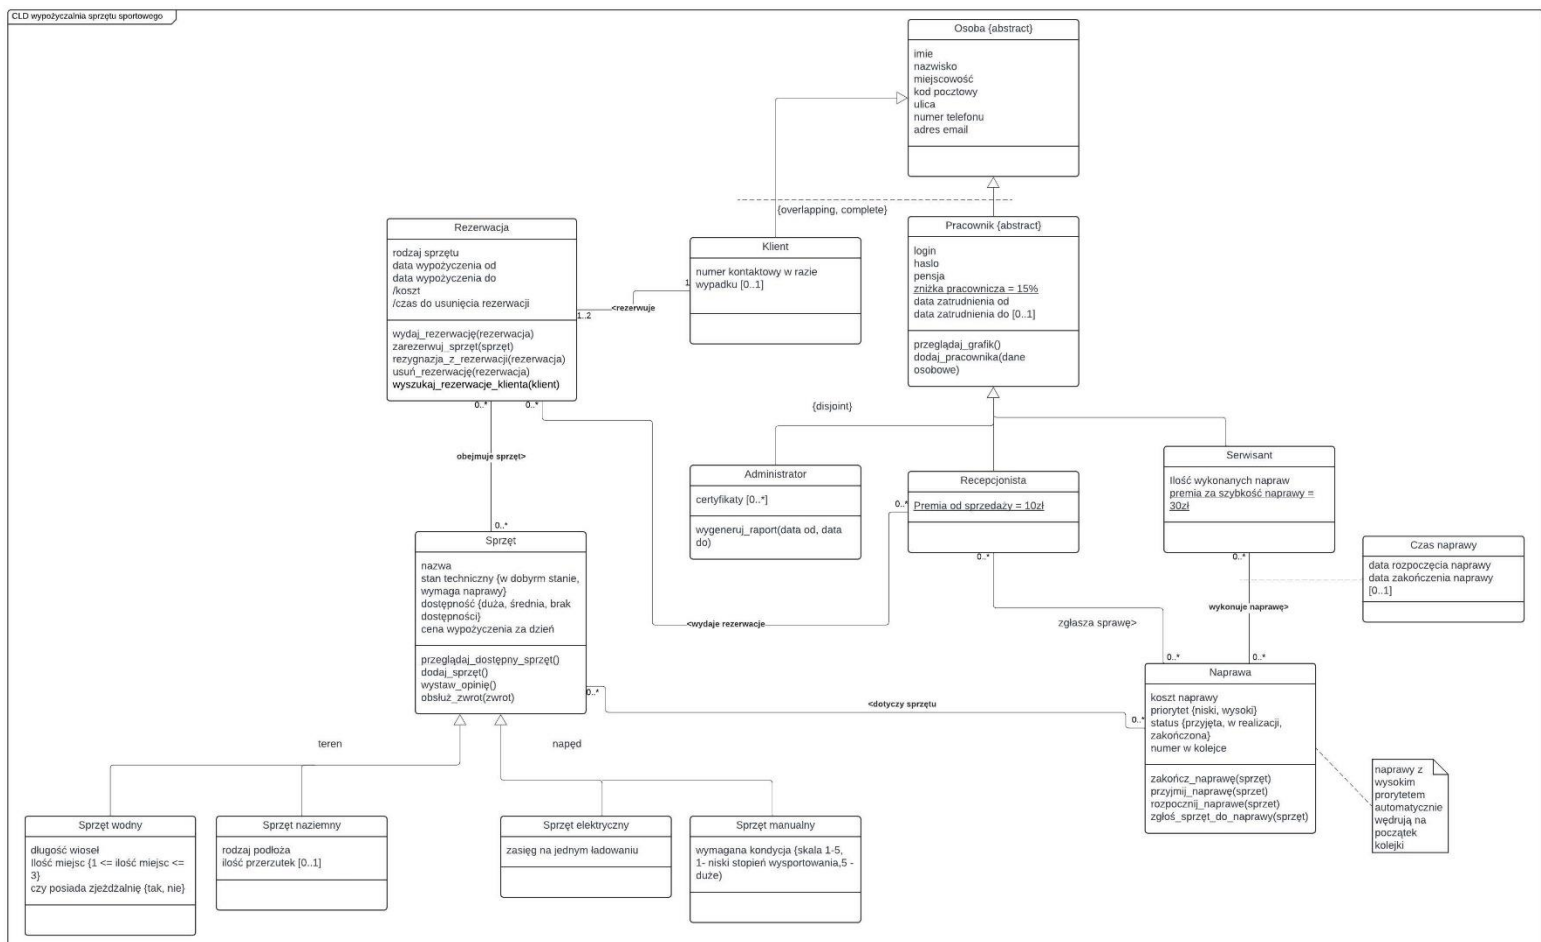 CLD wypożyczalnia sprzętu sportowego
Osoba {abstract}
imie
nazwisko
miejscowość
kod pocztowy
ulica
numer telefonu
adres email
{overlapping, complete}
Rezerwacja
rodzaj sprzętu
data wypożyczenia od
data wypożyczenia do
/koszt
/czas do usunięcia rezerwacji
wydaj_rezerwację(rezerwacja)
zarezerwuj_sprzęt(sprzęt)
rezygnazja_z_rezerwacji(rezerwacja)
usuń_rezerwację(rezerwacja)
wyszukaj_rezerwacje_klienta(klient)
Klient
numer kontaktowy w razie
wypadku [0..1]
1
<rezerwuje
1..2
Pracownik {abstract}
login
hasło
pensja
zniżka pracownicza = 15%
data zatrudnienia od
data zatrudnienia do [0..1]
przeglądaj_grafik()
dodaj_pracownika(dane
osobowe)
0..*
0..*
{disjoint}
obejmuje sprzęt>
Administrator
certyfikaty [0..*]
wygeneruj_raport(data od, data
do)
Recepcjonista
Premia od sprzedaży = 10zł
0..*
0..*
Serwisant
Ilość wykonanych napraw
premia za szybkość naprawy =
30zł
0..*
Czas naprawy
data rozpoczęcia naprawy
data zakończenia naprawy
[0..1]
0..*
Sprzęt
nazwa
stan techniczny {w dobyrm stanie,
wymaga naprawy}
dostępność {duża, średnia, brak
dostępności}
cena wypożyczenia za dzień
przeglądaj_dostępny_sprzęt()
dodaj_sprzęt()
wystaw_opinię()
obsłuż_zwrot(zwrot)
<wydaje rezerwacje
zgłasza sprawę>
wykonuje naprawę>
0..*
0..*
0..*
<dotyczy sprzętu
0..*
Naprawa
koszt naprawy
priorytet {niski, wysoki}
status {przyjęta, w realizacji,
zakończona}
numer w kolejce
zakończ_naprawę(sprzęt)
przyjmij_naprawę(sprzet)
rozpocznij_naprawe(sprzet)
zgłoś_sprzęt_do_naprawy(sprzęt)
naprawy z
wysokim
prorytetem
automatycznie
wędrują na
początek
kolejki
teren
napęd
Sprzęt wodny
długość wioseł
Ilość miejsc {1 <= ilość miejsc <=
3}
czy posiada zjeżdżalnię {tak, nie}
Sprzęt naziemny
rodzaj podłoża
ilość przerzutek [0..1]
Sprzęt elektryczny
zasięg na jednym ładowaniu
Sprzęt manualny
wymagana kondycja {skala 1-5,
1- niski stopień wysportowania,5 -
duże)